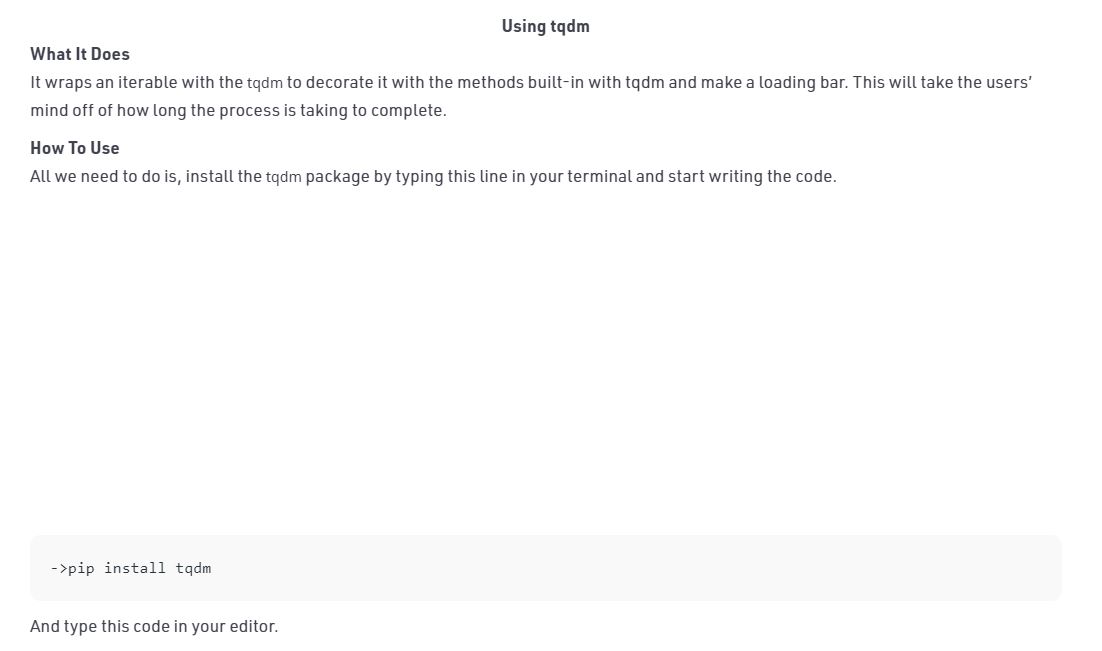 Using tqdm
What It Does
It wraps an iterable with the tqdm to decorate it with the methods built-in with tqdm and make a loading bar. This will take the users’
mind off of how long the process is taking to complete.
How To Use
All we need to do is, install the tqdm package by typing this line in your terminal and start writing the code.
->pip install tqdm
And type this code in your editor.